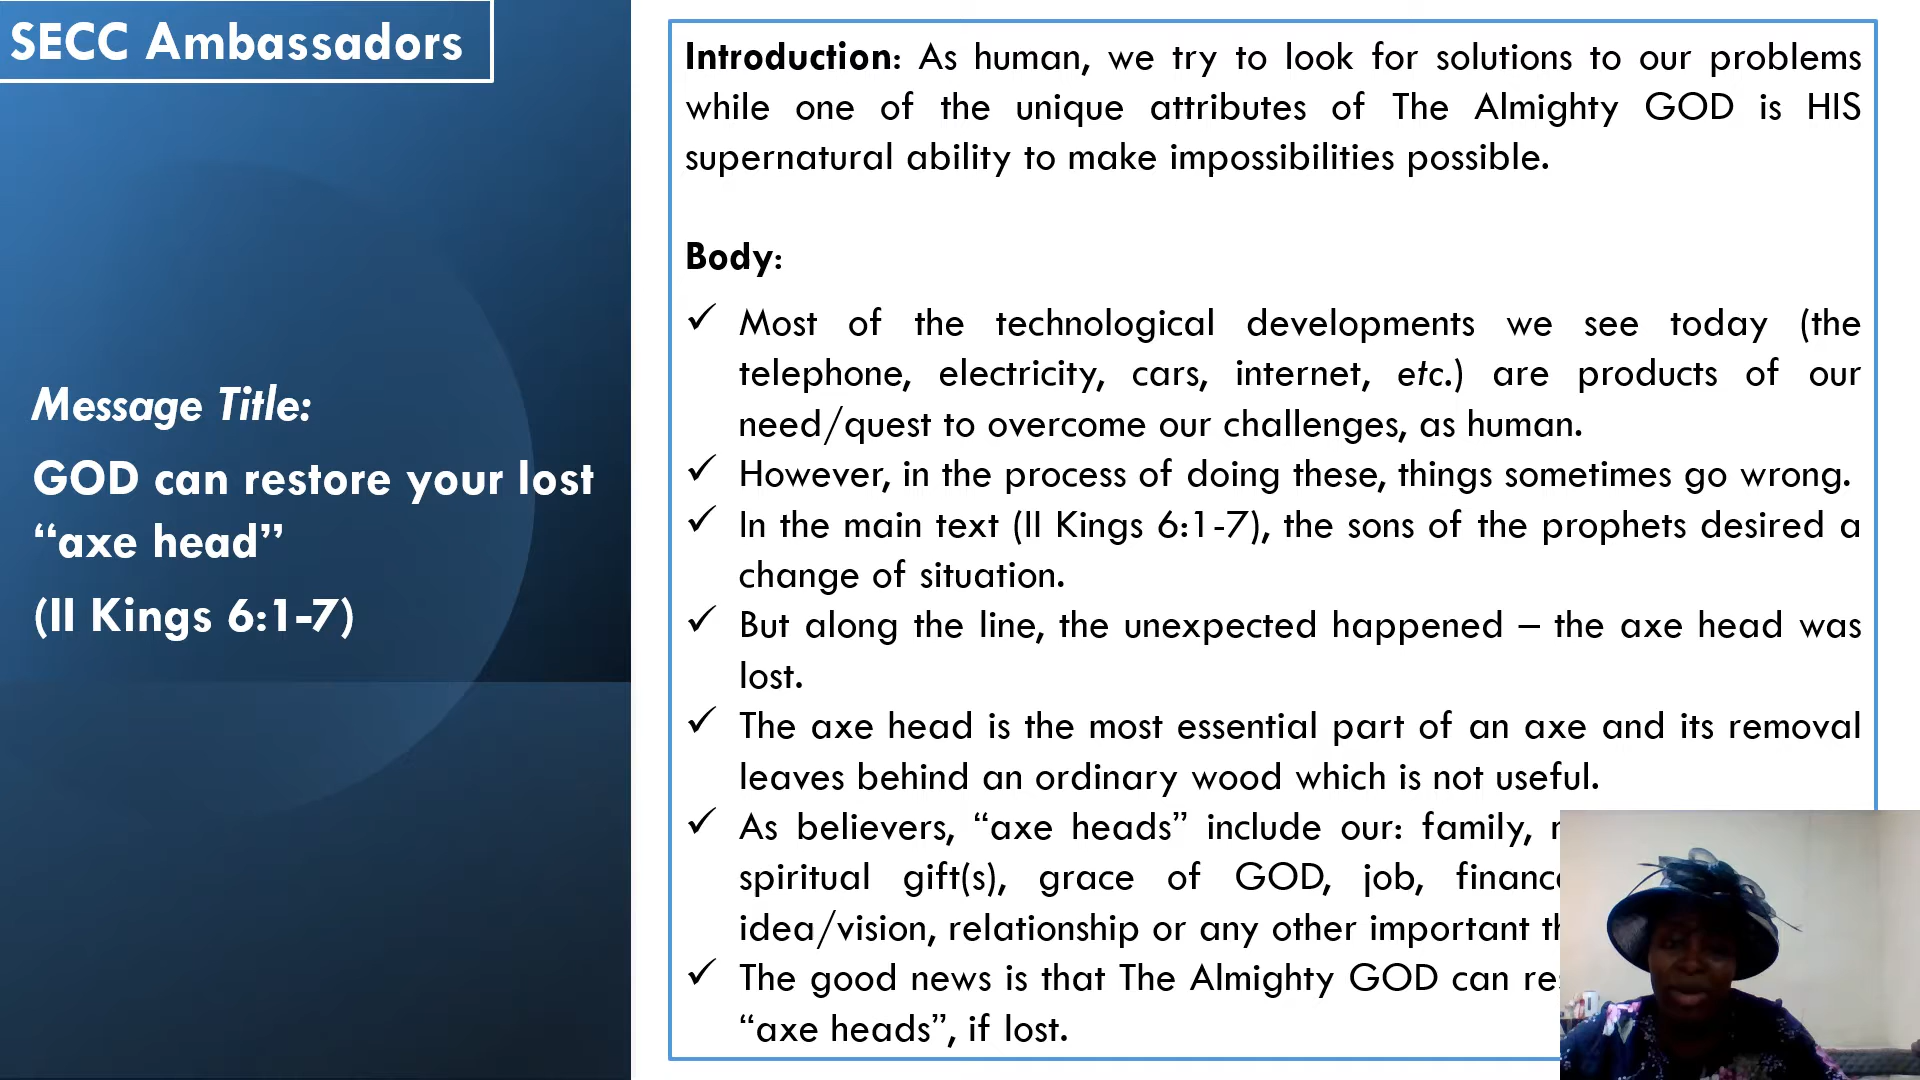 SECC Ambassadors
Message Title:
GOD can restore your lost
“axe head”
(II Kings 6:1-7)
Introduction: As human, we try to look for solutions to our problems
while one of the unique attributes of The Almighty GOD is HIS
supernatural ability to make impossibilities possible.
Body:
✓ Most of the technological developments we see today (the
telephone, electricity, cars, internet, etc.) are products of our
need/quest to overcome our challenges, as human.
✓ However, in the process of doing these, things sometimes go wrong.
✓ In the main text (II Kings 6:1-7), the sons of the prophets desired a
change of situation.
✓ But along the line, the unexpected happened – the axe head was
lost.
✓ The axe head is the most essential part of an axe and its removal
leaves behind an ordinary wood which is not useful.
✓ As believers, “axe heads” include our: family,
spiritual gift(s), grace of GOD, job,
idea/vision, relationship or any other important
✓ The good news is that The Almighty GOD can
“axe heads”, if lost.